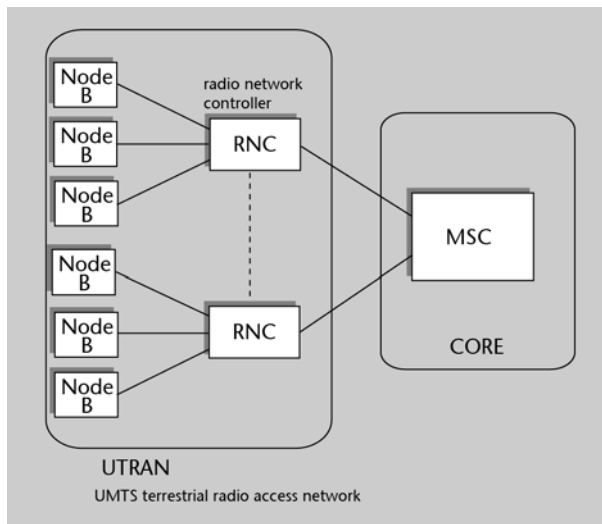 Node
B
Node
B
Node
B
radio network
controller
RNC
MSC
Node
B
Node
B
Node
B
RNC
CORE
UTRAN
UMTS terrestrial radio access network